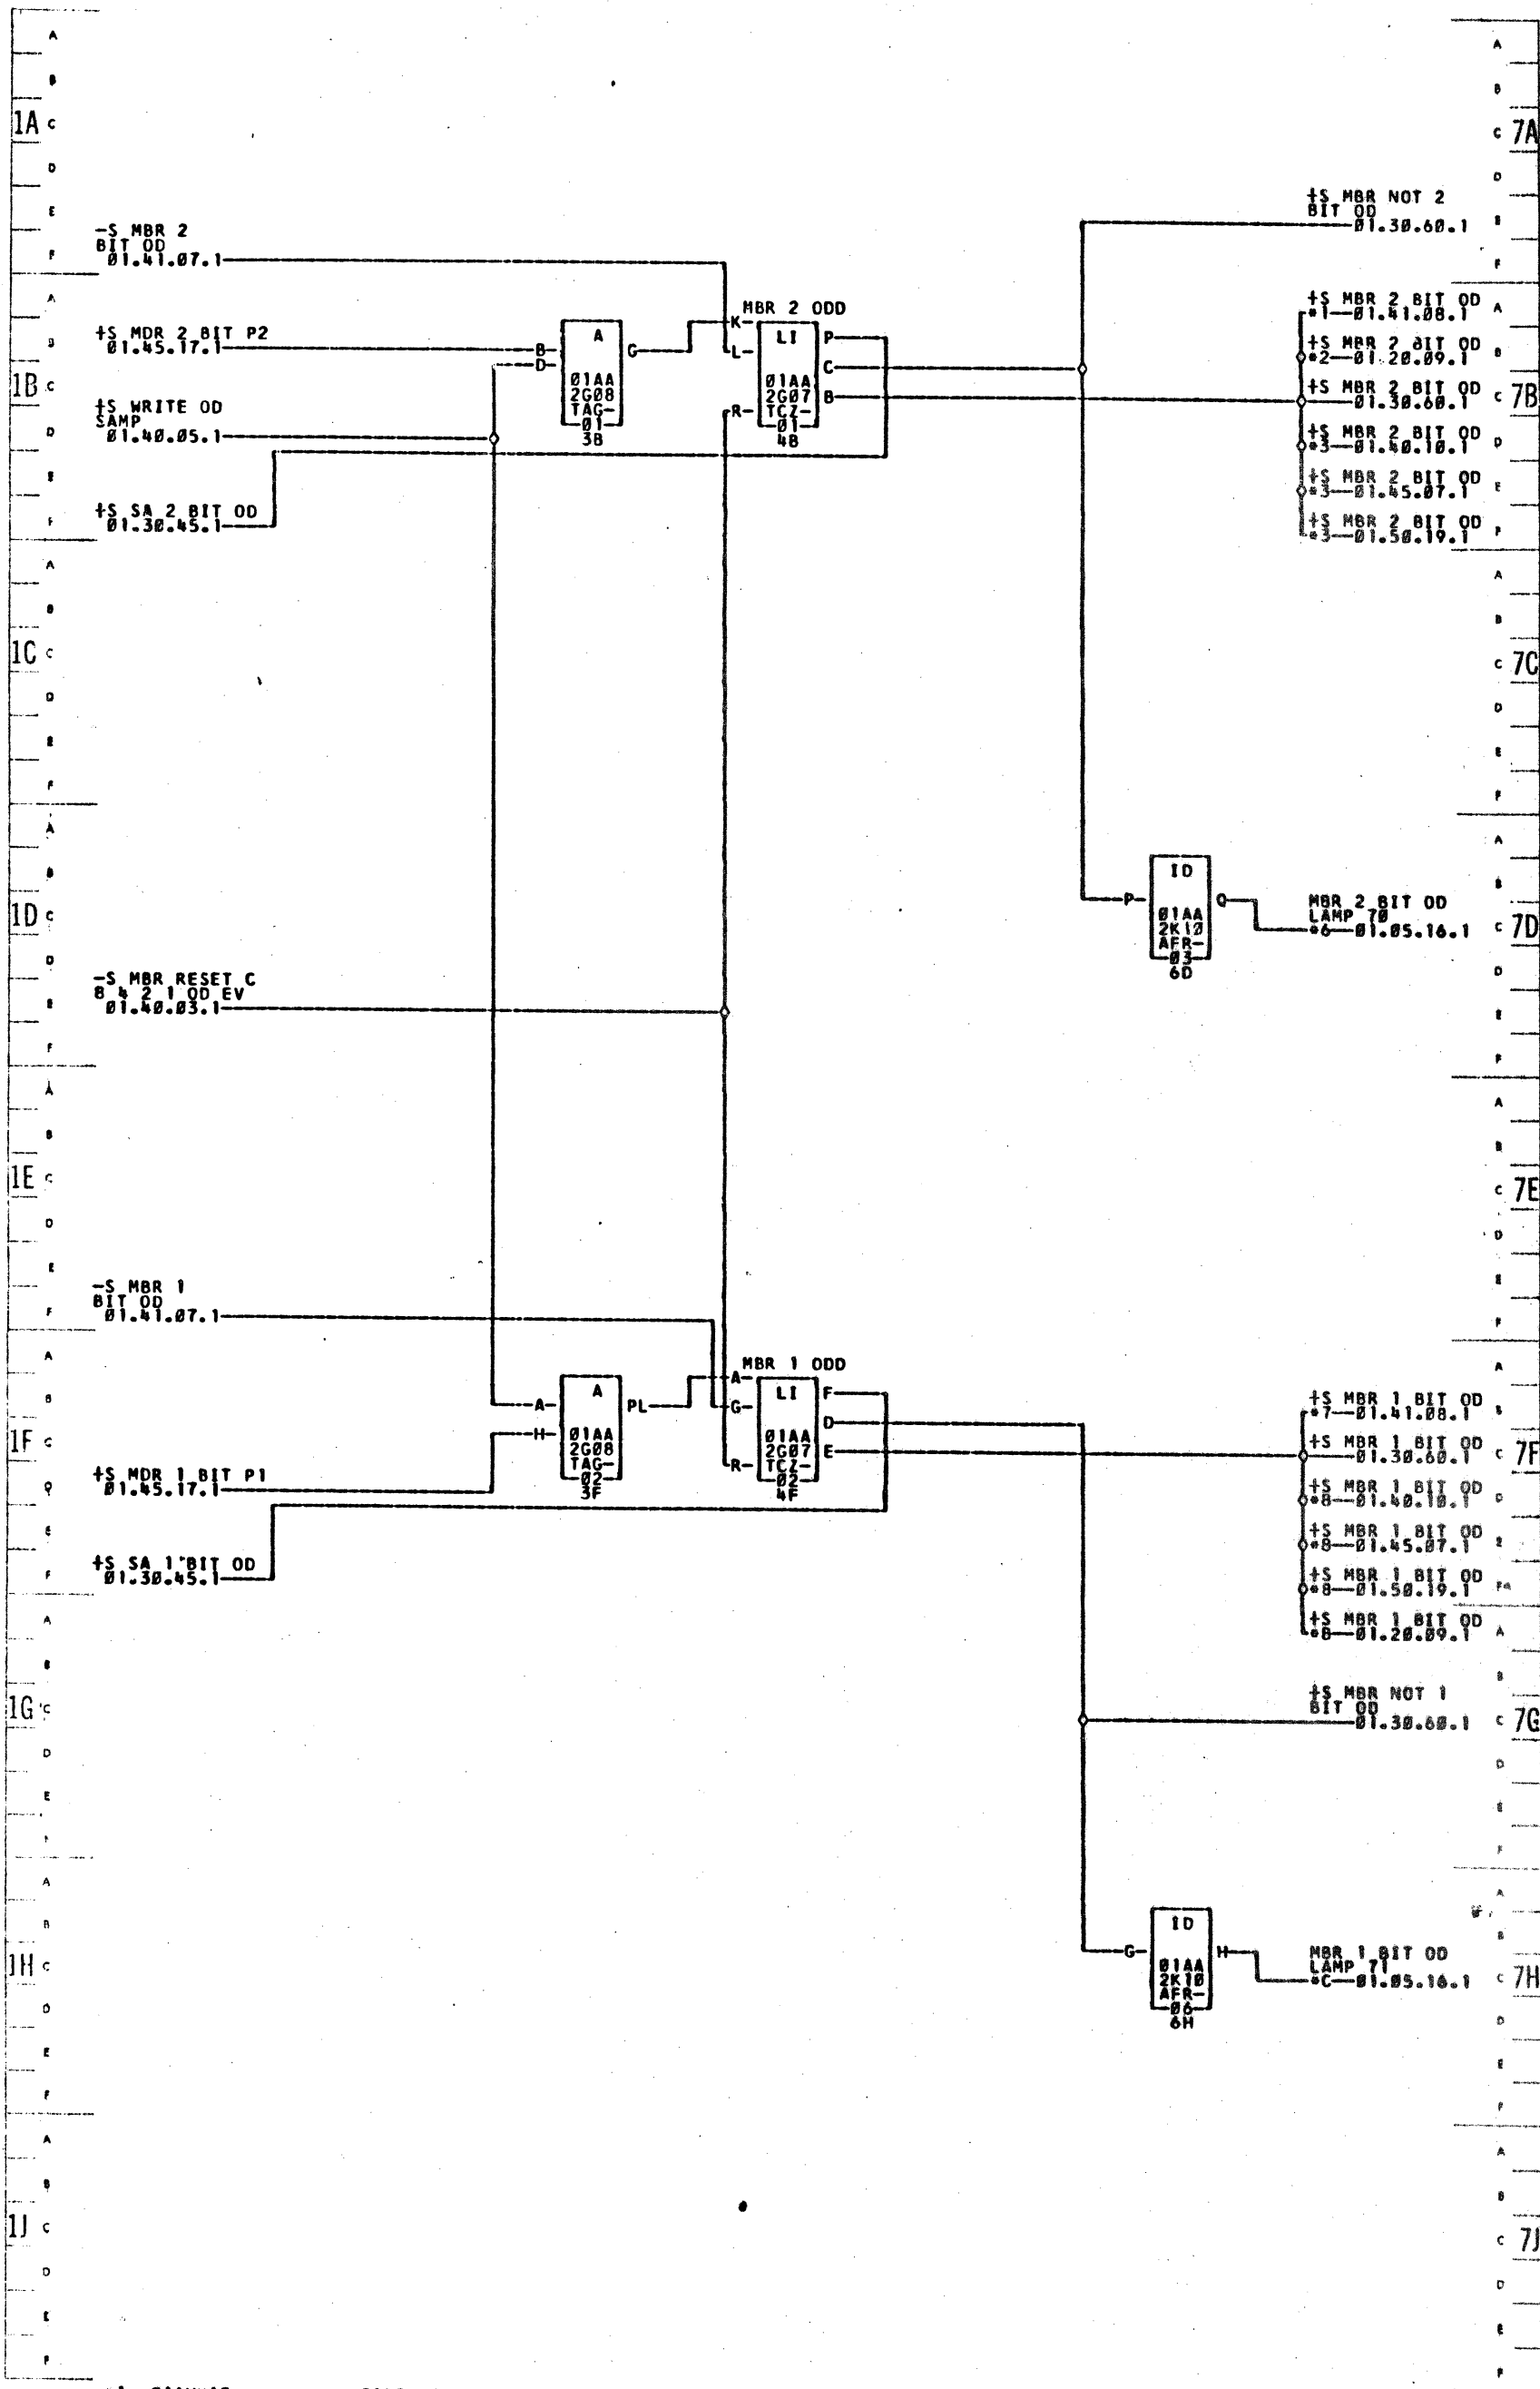 1A
7A
-S MBR 2
BIT OD
01.41.07.1
+S MDR 2 BIT P2
01.45.17.1
+S WRITE OD
SAMP
01.40.05.1
+S SA 2 BIT OD
01.30.45.1
1B
B
D
A
G
01AA
2G08
TAG-
01
3B
MBR 2 ODD
K
L
R
LI
P
C
B
01AA
2G07
TCZ-
01
4B
+S MBR NOT 2
BIT OD
01.30.60.1
+S MBR 2 BIT OD
*1—01.41.08.1
+S MBR 2 BIT OD
*2—01.20.09.1
+S MBR 2 BIT OD
01.30.60.1
+S MBR 2 BIT OD
*3—01.40.10.1
+S MBR 2 BIT OD
*3—01.45.07.1
+S MBR 2 BIT OD
*3—01.50.19.1
7B
1C
7C
1D
-S MBR RESET C
8 4 2 1 OD EV
01.40.03.1
P
ID
Q
01AA
2K10
AFR-
03
6D
MBR 2 BIT OD
LAMP 70
*6—01.05.16.1
7D
1E
7E
-S MBR 1
BIT OD
01.41.07.1
1F
+S MDR 1 BIT P1
01.45.17.1
+S SA 1 BIT OD
01.30.45.1
A
H
A
PL
01AA
2G08
TAG-
02
3F
MBR 1 ODD
A
G
R
LI
F
D
E
01AA
2G07
TCZ-
02
4F
+S MBR 1 BIT OD
*7—01.41.08.1
+S MBR 1 BIT OD
01.30.60.1
+S MBR 1 BIT OD
*8—01.40.10.1
+S MBR 1 BIT OD
*8—01.45.07.1
+S MBR 1 BIT OD
*8—01.50.19.1
+S MBR 1 BIT OD
*8—01.20.09.1
7F
1G
+S MBR NOT 1
BIT OD
01.30.60.1
7G
1H
G
ID
H
01AA
2K10
AFR-
06
6H
MBR 1 BIT OD
LAMP 71
*C—01.05.16.1
7H
1J
7J